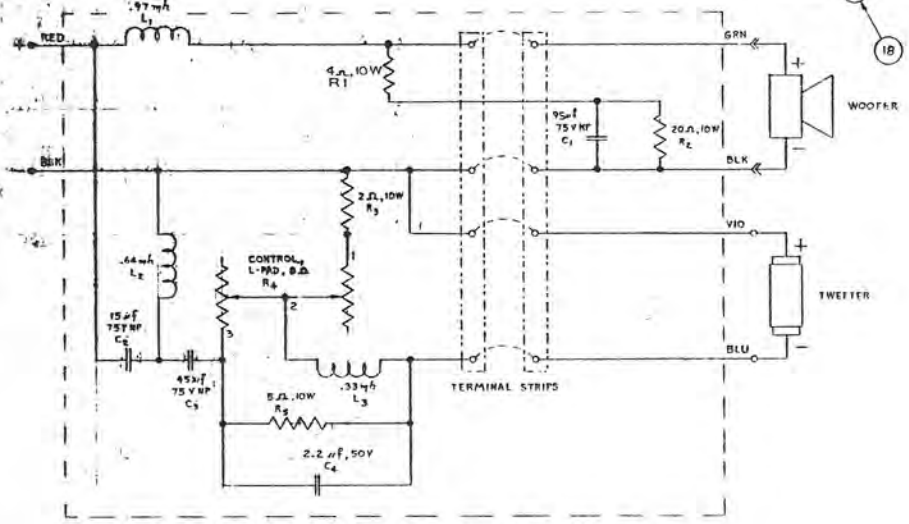 .97mh
L1
RED
GRN
18
4Ω, 10W
R1
+
WOOFER
95µf
75V NP
C1
20Ω, 10W
R2
BLK
BLK
−
2Ω, 10W
R3
1
1
VIO
+
.64mh
L2
CONTROL,
L-PAD, 8Ω
R4
2
TWEETER
15µf
75V NP
C2
3
BLU
−
45µf
75V NP
C3
.33mh
L3
TERMINAL STRIPS
5Ω, 10W
R5
2.2µf, 50V
C4